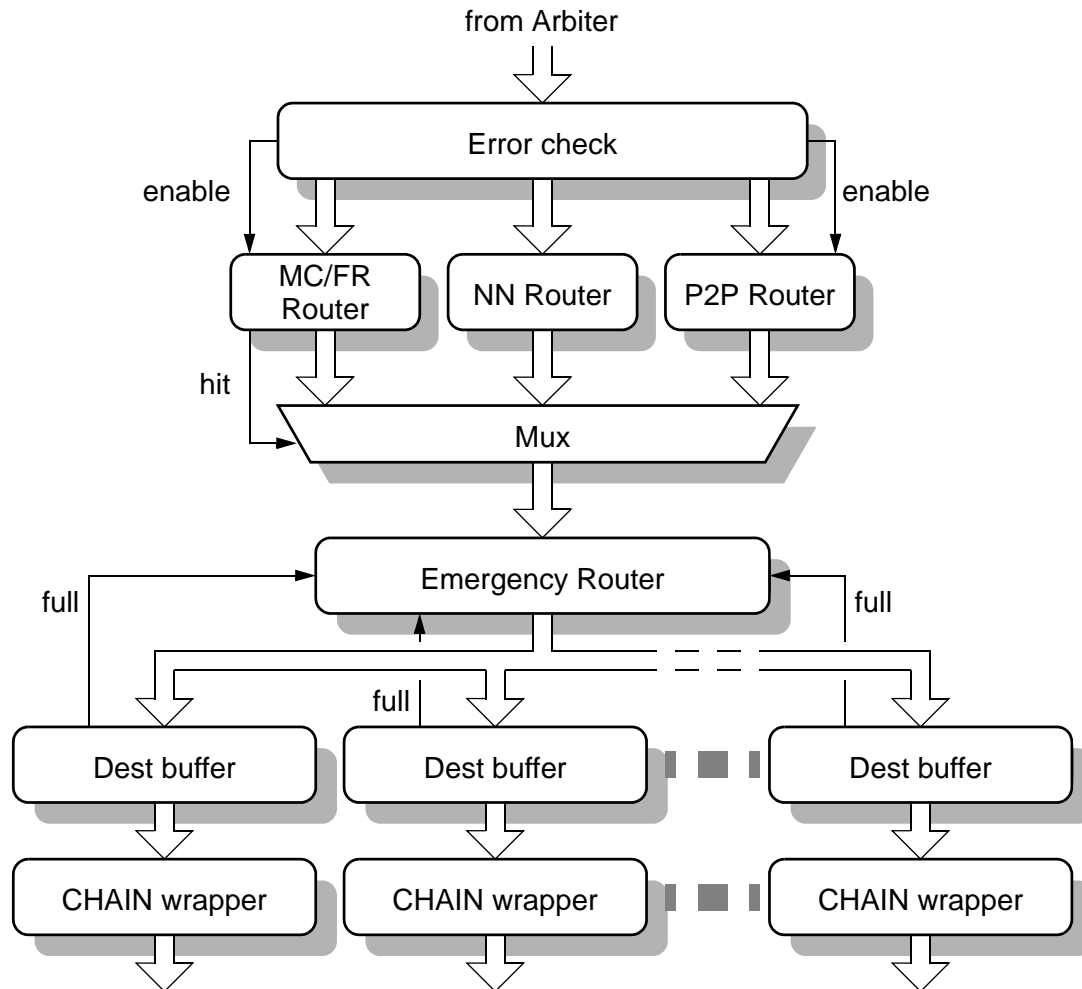 from Arbiter
Error check
enable
enable
MC/FR
Router
NN Router
P2P Router
hit
Mux
Emergency Router
full
full
full
Dest buffer
Dest buffer
Dest buffer
CHAIN wrapper
CHAIN wrapper
CHAIN wrapper